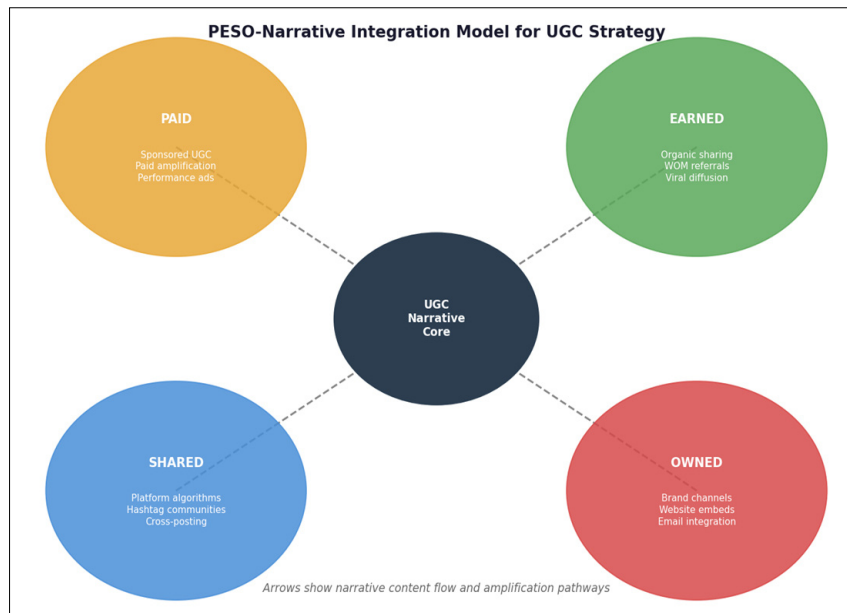 PESO-Narrative Integration Model for UGC Strategy
PAID
Sponsored UGC
Paid amplification
Performance ads
EARNED
Organic sharing
WOM referrals
Viral diffusion
UGC
Narrative
Core
SHARED
Platform algorithms
Hashtag communities
Cross-posting
OWNED
Brand channels
Website embeds
Email integration
Arrows show narrative content flow and amplification pathways